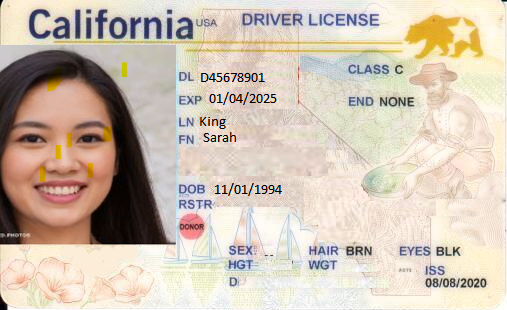 California USA DRIVER LICENSE
DL D45678901
CLASS C
EXP 01/04/2025
END NONE
LN King
FN Sarah
DOB 11/01/1994
RSTR
DONOR
SEX --
HAIR BRN
EYES BLK
HGT
WGT
D
ISS
08/08/2020